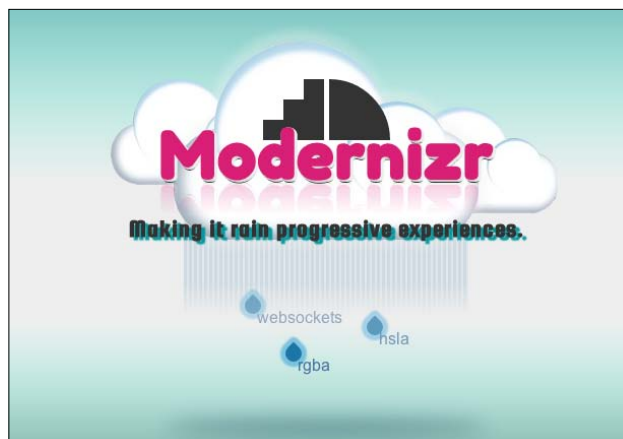 Modernizr
Making it rain progressive experiences.
websockets
hsla
rgba